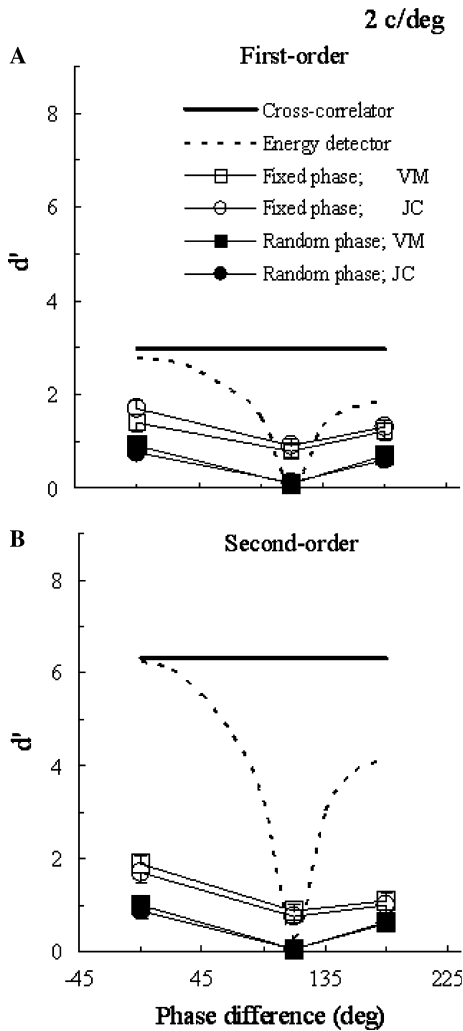 2 c/deg
A
First-order
8
Cross-correlator
Energy detector
Fixed phase; VM
Fixed phase; JC
Random phase; VM
Random phase; JC
6
d'
4
2
0
B
Second-order
8
6
d'
4
2
0
-45 45 135 225
Phase difference (deg)